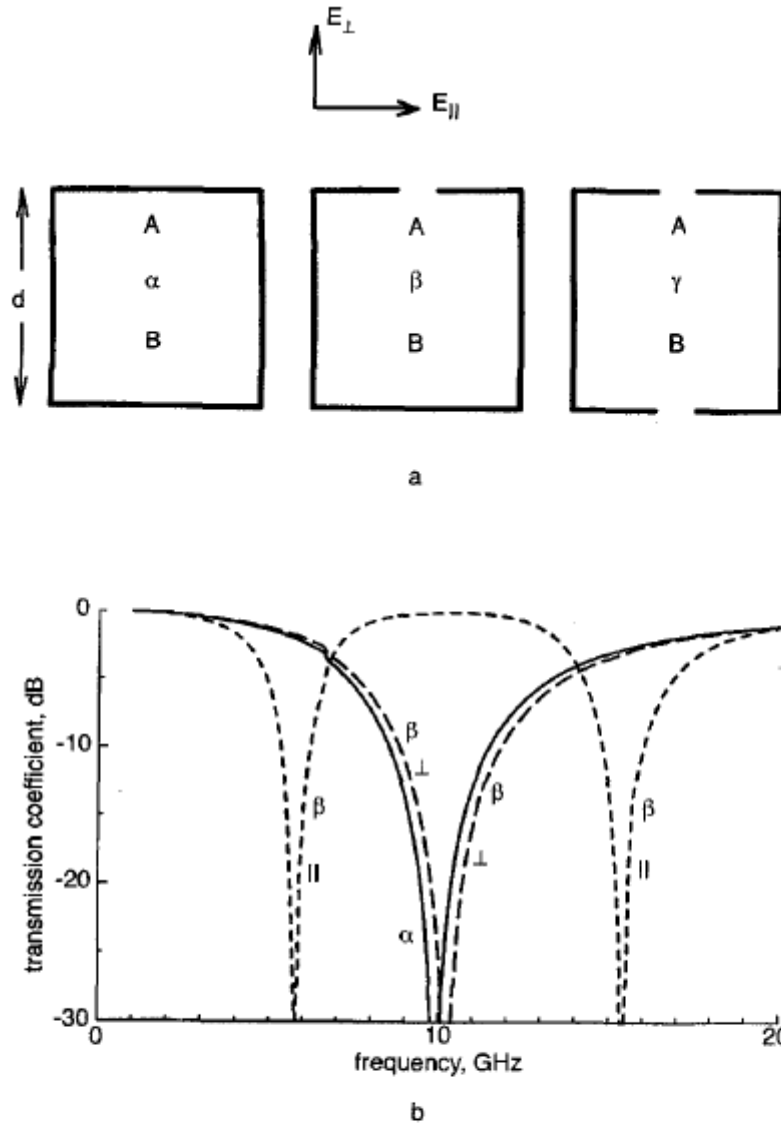 E⊥
E||
d
A A A
α β γ
B B B
a
transmission coefficient, dB
0
-10
-20
-30
β
⊥
β
⊥
α
β
||
β
||
0 10 20
frequency, GHz
b